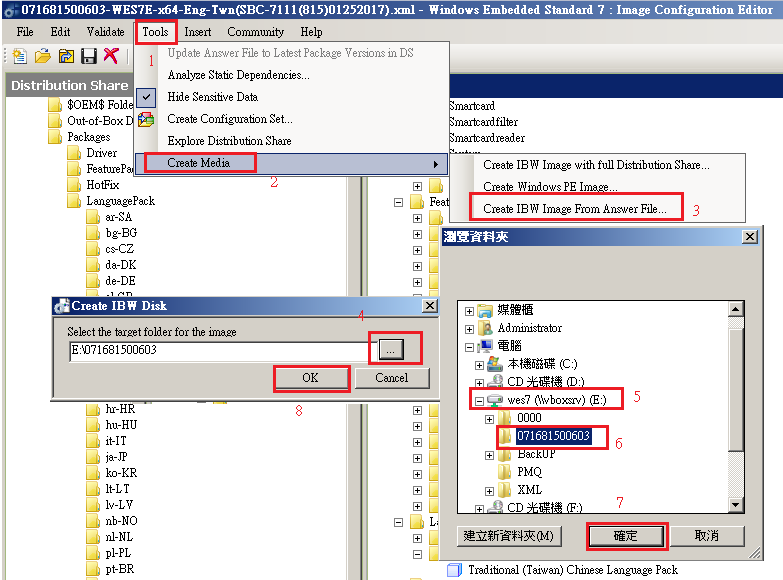 071681500603-WES7E-x64-Eng-Twn(SBC-7111(815)01252017).xml - Windows Embedded Standard 7 : Image Configuration Editor
File Edit Validate Tools Insert Community Help
1
Update Answer File to Latest Package Versions in DS
Analyze Static Dependencies...
Hide Sensitive Data
Create Configuration Set...
Explore Distribution Share
Create Media
2
Create IBW Image with full Distribution Share...
Create Windows PE Image...
Create IBW Image From Answer File...
3
Distribution Share
$OEM$ Folde
Out-of-Box D
Packages
Driver
FeaturePac
HotFix
LanguagePack
ar-SA
bg-BG
cs-CZ
da-DK
de-DE
Smartcard
Smartcardfilter
Smartcardreader
Feat
Create IBW Disk
Select the target folder for the image
4
E:\071681500603
...
OK
Cancel
8
hr-HR
hu-HU
it-IT
ja-JP
ko-KR
lt-LT
lv-LV
nb-NO
nl-NL
pl-PL
pt-BR
瀏覽資料夾
媒體櫃
Administrator
電腦
本機磁碟 (C:)
CD 光碟機 (D:)
wes7 (\\vboxsrv) (E:)
5
0000
071681500603
6
BackUP
PMQ
XML
CD 光碟機 (F:)
7
建立新資料夾(M)
確定
取消
La
Traditional (Taiwan) Chinese Language Pack